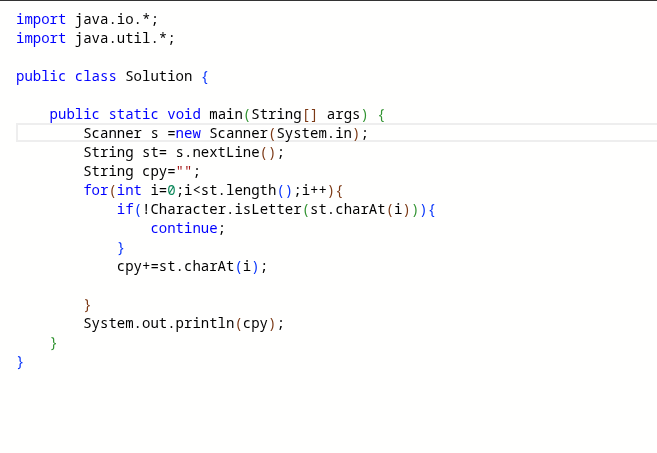 import java.io.*;
import java.util.*;

public class Solution {

    public static void main(String[] args) {
        Scanner s =new Scanner(System.in);
        String st= s.nextLine();
        String cpy="";
        for(int i=0;i<st.length();i++){
            if(!Character.isLetter(st.charAt(i))){
                continue;
            }
            cpy+=st.charAt(i);

        }
        System.out.println(cpy);
    }
}